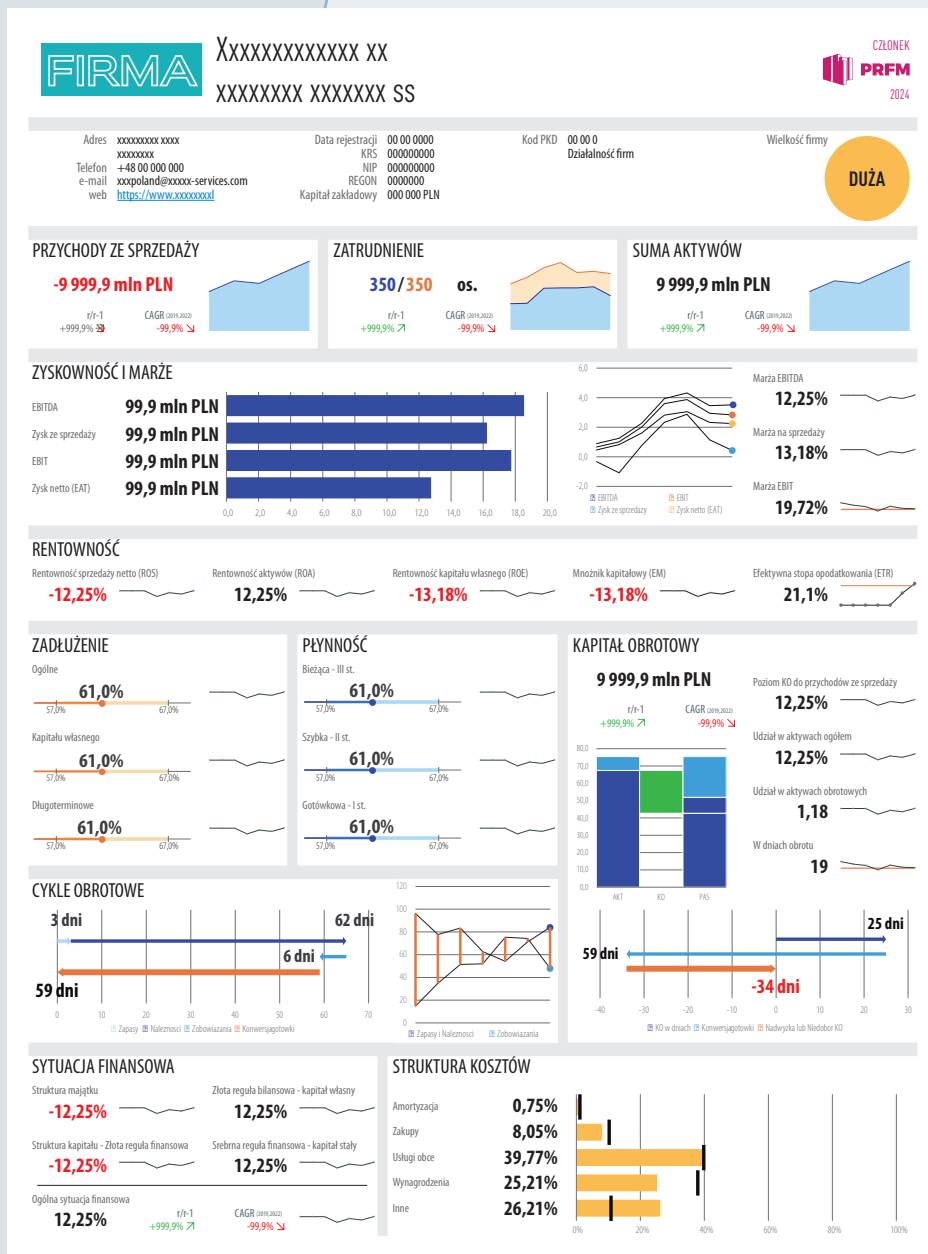 FIRMA
Xxxxxxxxxxxxx xx
xxxxxxxx xxxxxxx ss
CZŁONEK
PRFM
2024
Adres xxxxxxxxx xxxx
xxxxxxxx
Telefon +48 00 000 000
e-mail xxxpoland@xxxxx-services.com
web https://www.xxxxxxxxl
Data rejestracji 00 00 0000
KRS 000000000
NIP 000000000
REGON 0000000
Kapitał zakładowy 000 000 PLN
Kod PKD 00 00 0
Działalność firm
Wielkość firmy
DUŻA
PRZYCHODY ZE SPRZEDAŻY
-9 999,9 mln PLN
r/r-1 CAGR (2019,2022)
+999,9% -99,9%
ZATRUDNIENIE
350/350 os.
r/r-1 CAGR (2019,2022)
+999,9% -99,9%
SUMA AKTYWÓW
9 999,9 mln PLN
r/r-1 CAGR (2019,2022)
+999,9% -99,9%
ZYSKOWNOŚĆ I MARŻE
EBITDA 99,9 mln PLN
Zysk ze sprzedaży 99,9 mln PLN
EBIT 99,9 mln PLN
Zysk netto (EAT) 99,9 mln PLN
0,0 2,0 4,0 6,0 8,0 10,0 12,0 14,0 16,0 18,0 20,0
6,0
4,0
2,0
0,0
-2,0
EBITDA EBIT
Zysk ze sprzedazy Zysk netto (EAT)
Marża EBITDA
12,25%
Marża na sprzedaży
13,18%
Marża EBIT
19,72%
RENTOWNOŚĆ
Rentowność sprzedaży netto (ROS)
-12,25%
Rentowność aktywów (ROA)
12,25%
Rentowność kapitału własnego (ROE)
-13,18%
Mnożnik kapitałowy (EM)
-13,18%
Efektywna stopa opodatkowania (ETR)
21,1%
ZADŁUŻENIE
Ogólne
61,0%
57,0% 67,0%
Kapitału własnego
61,0%
57,0% 67,0%
Długoterminowe
61,0%
57,0% 67,0%
PŁYNNOŚĆ
Bieżąca - III st.
61,0%
57,0% 67,0%
Szybka - II st.
61,0%
57,0% 67,0%
Gotówkowa - I st.
61,0%
57,0% 67,0%
KAPITAŁ OBROTOWY
9 999,9 mln PLN
r/r-1 CAGR (2019,2022)
+999,9% -99,9%
80,0
70,0
60,0
50,0
40,0
30,0
20,0
10,0
0,0
AKT KO PAS
Poziom KO do przychodów ze sprzedaży
12,25%
Udział w aktywach ogółem
12,25%
Udział w aktywach obrotowych
1,18
W dniach obrotu
19
25 dni
59 dni
-34 dni
-40 -30 -20 -10 0 10 20 30
KO w dniach Konwersjagotowki Nadwyzka lub Niedobor KO
CYKLE OBROTOWE
3 dni 62 dni
6 dni
59 dni
0 10 20 30 40 50 60 70
Zapasy Naleznosci Zobowiazania Konwersjagotowki
120
100
80
60
40
20
0
Zapasy i Naleznosci Zobowiazania
SYTUACJA FINANSOWA
Struktura majątku
-12,25%
Złota reguła bilansowa - kapitał własny
12,25%
Struktura kapitału - Złota reguła finansowa
-12,25%
Srebrna reguła finansowa - kapitał stały
12,25%
Ogólna sytuacja finansowa
12,25%
r/r-1 CAGR (2019,2022)
+999,9% -99,9%
STRUKTURA KOSZTÓW
Amortyzacja 0,75%
Zakupy 8,05%
Usługi obce 39,77%
Wynagrodzenia 25,21%
Inne 26,21%
0% 20% 40% 60% 80% 100%